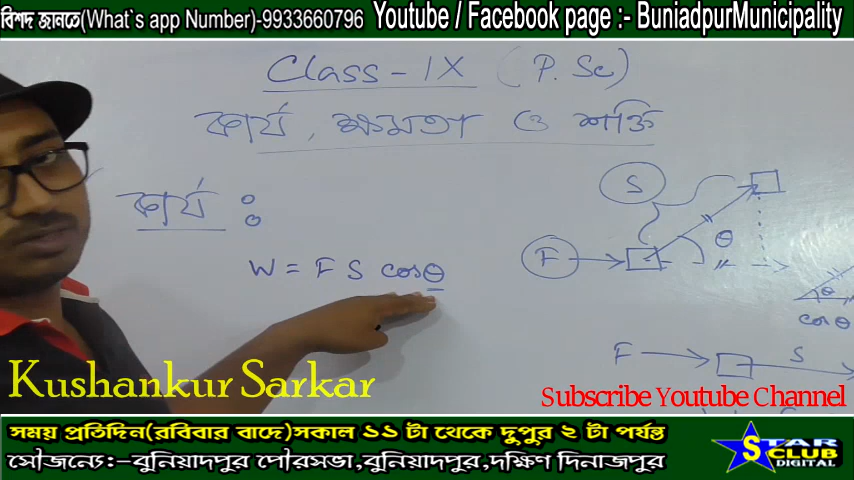 বিশদ জানতে(What`s app Number)-9933660796 Youtube / Facebook page :- BuniadpurMunicipality
Class - IX (P. Sc)
কার্য, ক্ষমতা ও শক্তি
কার্য :
S
θ
F
W = F S cosθ
θ
cos θ
F
S
Kushankur Sarkar
Subscribe Youtube Channel
সময় প্রতিদিন(রবিবার বাদে)সকাল ১১ টা থেকে দুপুর ২ টা পর্যন্ত
সৌজন্যে:-বুনিয়াদপুর পৌরসভা,বুনিয়াদপুর,দক্ষিণ দিনাজপুর
STAR
CLUB
DIGITAL